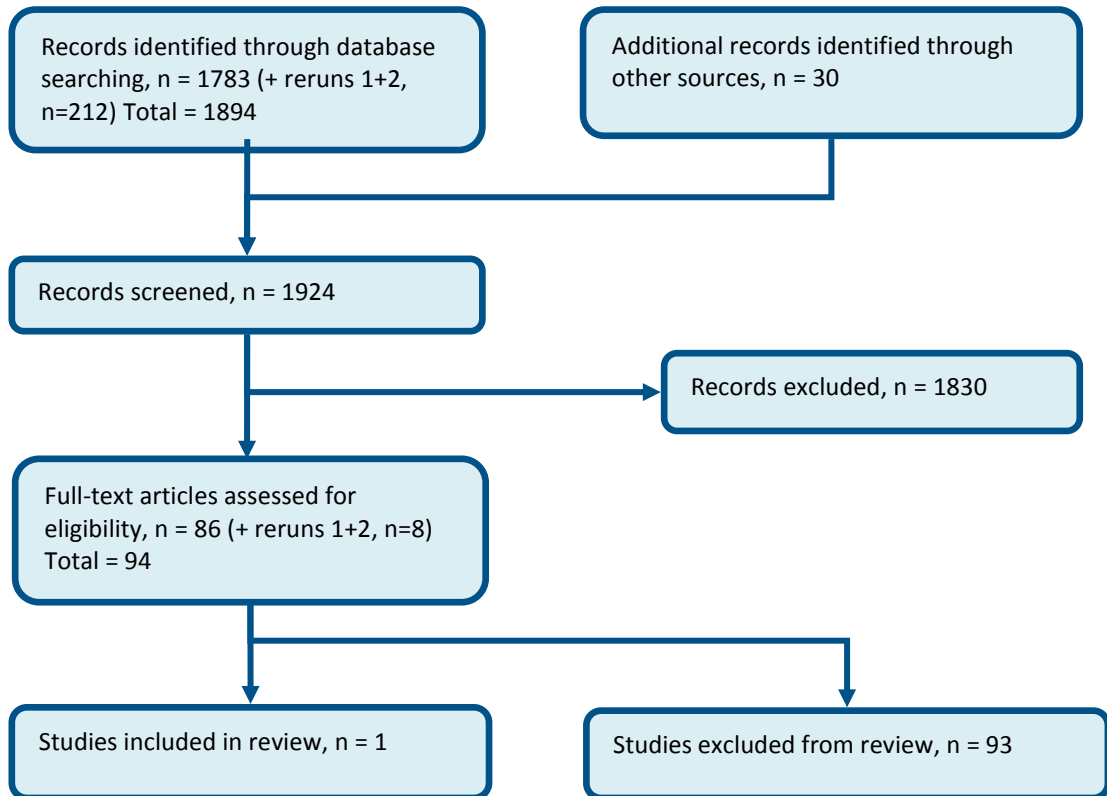 Records identified through database
searching, n = 1783 (+ reruns 1+2,
n=212) Total = 1894
Additional records identified through
other sources, n = 30
Records screened, n = 1924
Records excluded, n = 1830
Full-text articles assessed for
eligibility, n = 86 (+ reruns 1+2, n=8)
Total = 94
Studies included in review, n = 1
Studies excluded from review, n = 93